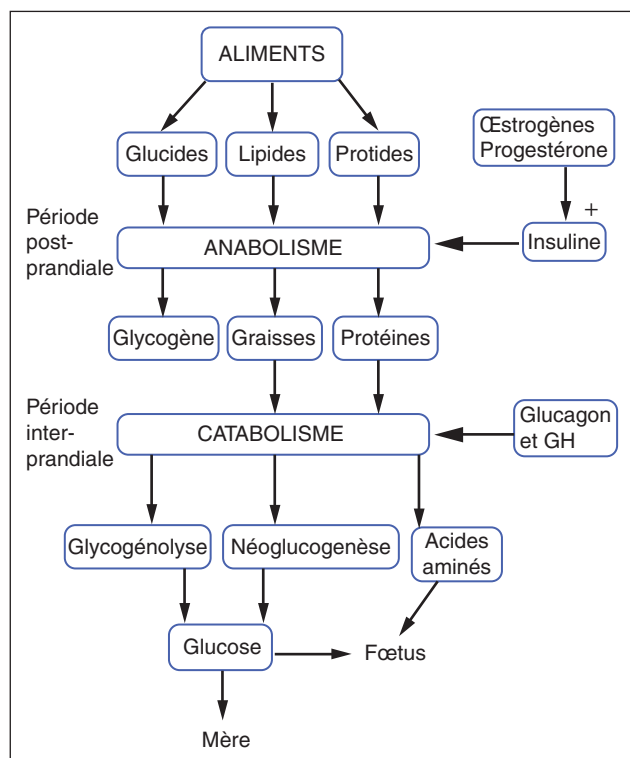 ALIMENTS
Glucides
Lipides
Protides
Œstrogènes
Progestérone
+
Insuline
Période
post-
prandiale
ANABOLISME
Glycogène
Graisses
Protéines
Période
inter-
prandiale
CATABOLISME
Glucagon
et GH
Glycogénolyse
Néoglucogenèse
Acides
aminés
Glucose
Fœtus
Mère